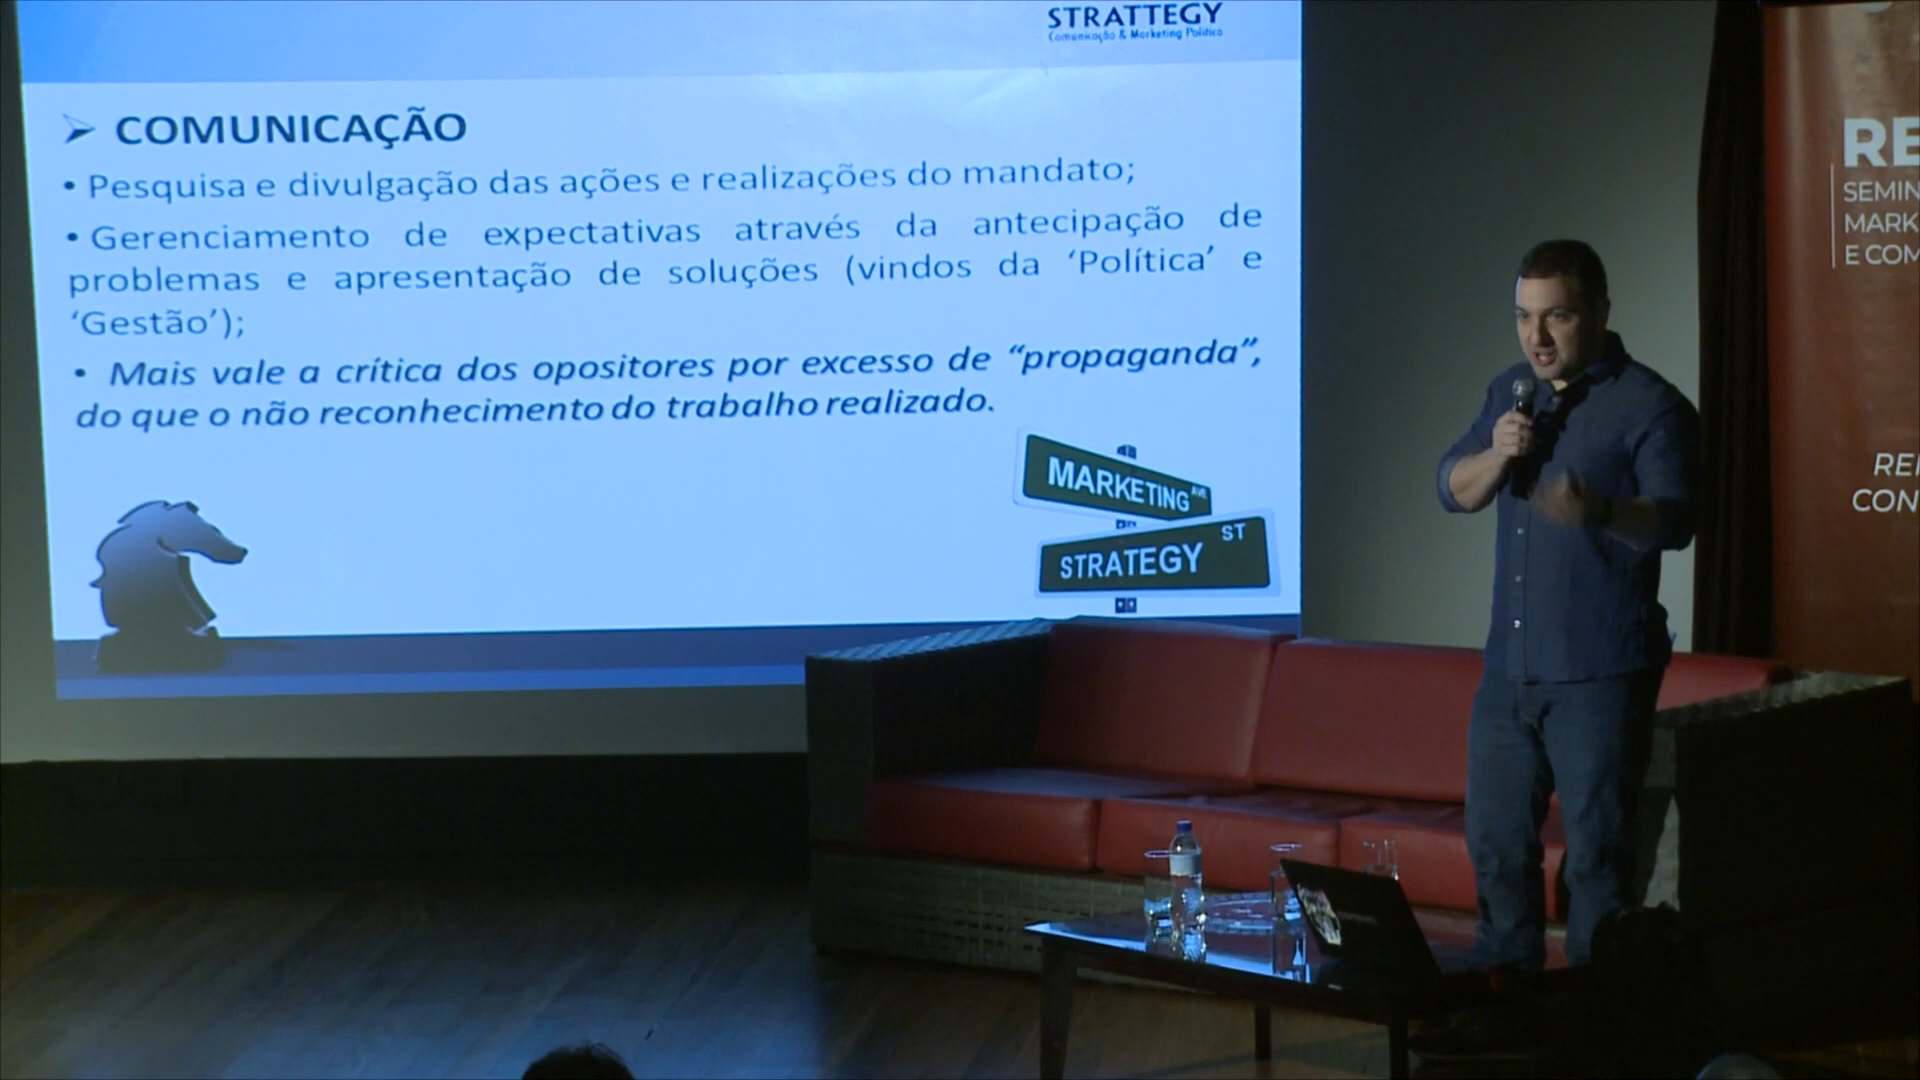 STRATTEGY
Comunicação & Marketing Político
➢ COMUNICAÇÃO
• Pesquisa e divulgação das ações e realizações do mandato;
• Gerenciamento de expectativas através da antecipação de
problemas e apresentação de soluções (vindos da ‘Política’ e
‘Gestão’);
• Mais vale a crítica dos opositores por excesso de “propaganda”,
do que o não reconhecimento do trabalho realizado.
MARKETING AVE
STRATEGY ST
RE
SEMIN
MARK
E COM
REI
CON